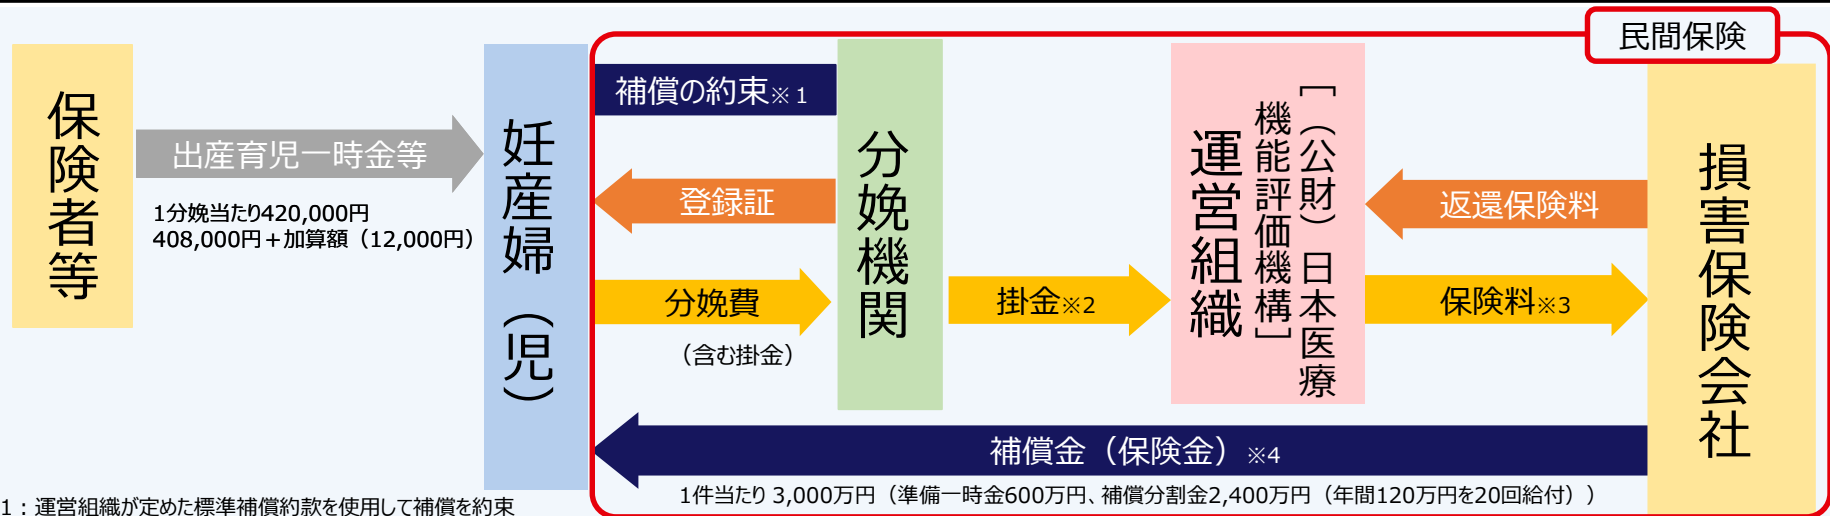 民間保険
保険者等
出産育児一時金等
1分娩当たり420,000円
408,000円+加算額（12,000円）
妊産婦（児）
補償の約束※1
登録証
分娩費
（含む掛金）
分娩機関
掛金※2
運営組織
［（公財）日本医療
機能評価機構］
返還保険料
保険料※3
損害保険会社
補償金（保険金）※4
1件当たり 3,000万円（準備一時金600万円、補償分割金2,400万円（年間120万円を20回給付））
1：運営組織が定めた標準補償約款を使用して補償を約束